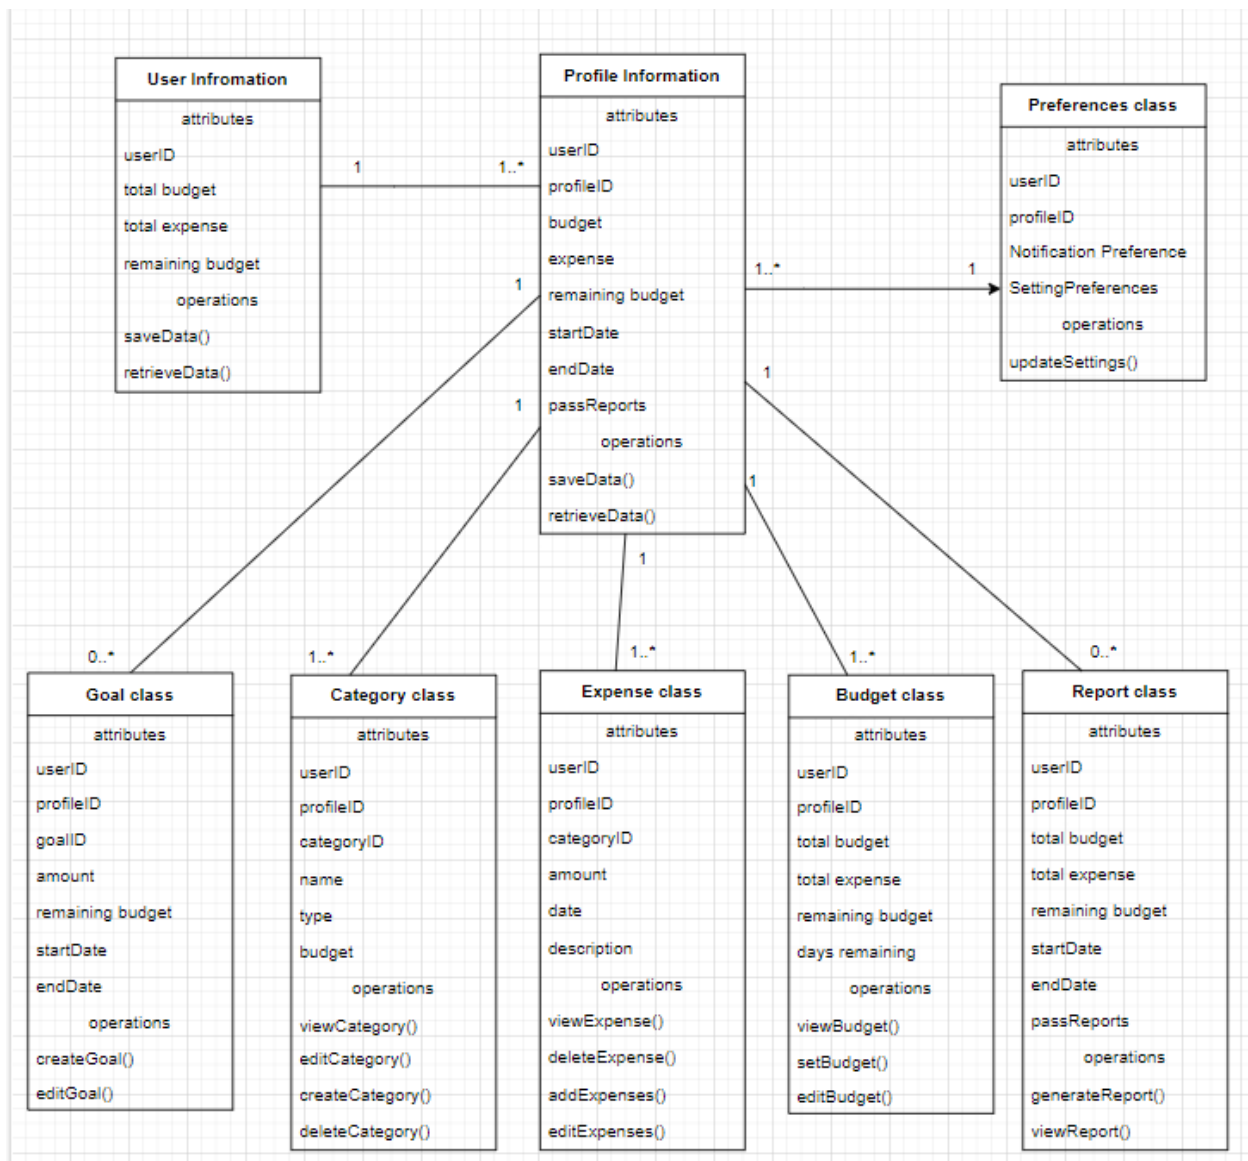 User Infromation
attributes
userID
total budget
total expense
remaining budget
operations
saveData()
retrieveData()
1
1..*
Profile Information
attributes
userID
profileID
budget
expense
remaining budget
startDate
endDate
passReports
operations
saveData()
retrieveData()
1..*
1
Preferences class
attributes
userID
profileID
Notification Preference
SettingPreferences
operations
updateSettings()
1
1
1
1
1
0..*
1..*
1..*
1..*
0..*
Goal class
attributes
userID
profileID
goalID
amount
remaining budget
startDate
endDate
operations
createGoal()
editGoal()
Category class
attributes
userID
profileID
categoryID
name
type
budget
operations
viewCategory()
editCategory()
createCategory()
deleteCategory()
Expense class
attributes
userID
profileID
categoryID
amount
date
description
operations
viewExpense()
deleteExpense()
addExpenses()
editExpenses()
Budget class
attributes
userID
profileID
total budget
total expense
remaining budget
days remaining
operations
viewBudget()
setBudget()
editBudget()
Report class
attributes
userID
profileID
total budget
total expense
remaining budget
startDate
endDate
passReports
operations
generateReport()
viewReport()